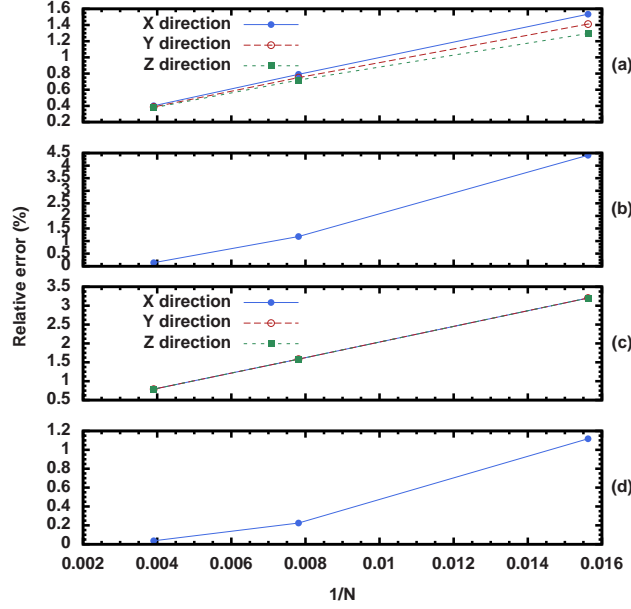 1.6
1.4
1.2
1
0.8
0.6
0.4
0.2
X direction
Y direction
Z direction
(a)
4.5
4
3.5
3
2.5
2
1.5
1
0.5
0
(b)
Relative error (%)
3.5
3
2.5
2
1.5
1
0.5
X direction
Y direction
Z direction
(c)
1.2
1
0.8
0.6
0.4
0.2
0
(d)
0.002 0.004 0.006 0.008 0.01 0.012 0.014 0.016
1/N